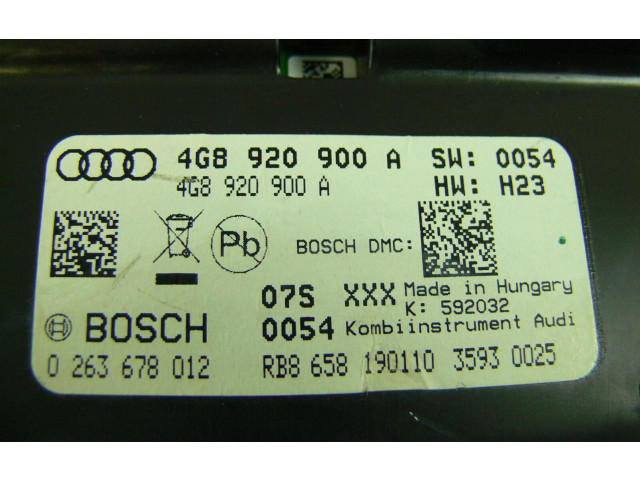 4G8 920 900 A SW: 0054
4G8 920 900 A HW: H23
Pb
BOSCH DMC:
07S XXX Made in Hungary
K: 592032
BOSCH 0054 Kombiinstrument Audi
0 263 678 012 RB8 658 190110 3593 0025